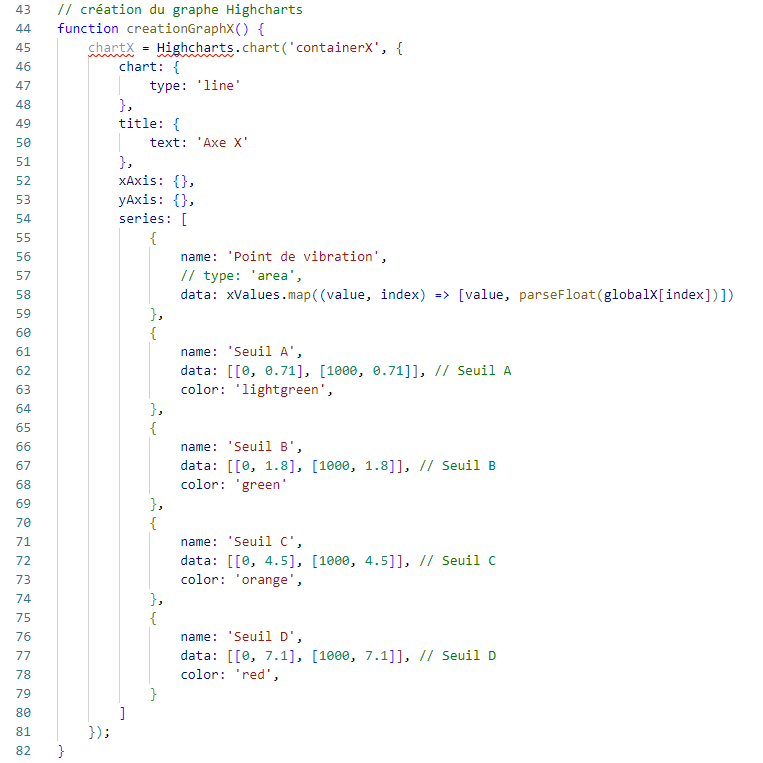 43 // création du graphe Highcharts
44 function creationGraphX() {
45 chartX = Highcharts.chart('containerX', {
46 chart: {
47 type: 'line'
48 },
49 title: {
50 text: 'Axe X'
51 },
52 xAxis: {},
53 yAxis: {},
54 series: [
55 {
56 name: 'Point de vibration',
57 // type: 'area',
58 data: xValues.map((value, index) => [value, parseFloat(globalX[index])])
59 },
60 {
61 name: 'Seuil A',
62 data: [[0, 0.71], [1000, 0.71]], // Seuil A
63 color: 'lightgreen',
64 },
65 {
66 name: 'Seuil B',
67 data: [[0, 1.8], [1000, 1.8]], // Seuil B
68 color: 'green'
69 },
70 {
71 name: 'Seuil C',
72 data: [[0, 4.5], [1000, 4.5]], // Seuil C
73 color: 'orange',
74 },
75 {
76 name: 'Seuil D',
77 data: [[0, 7.1], [1000, 7.1]], // Seuil D
78 color: 'red',
79 }
80 ]
81 });
82 }